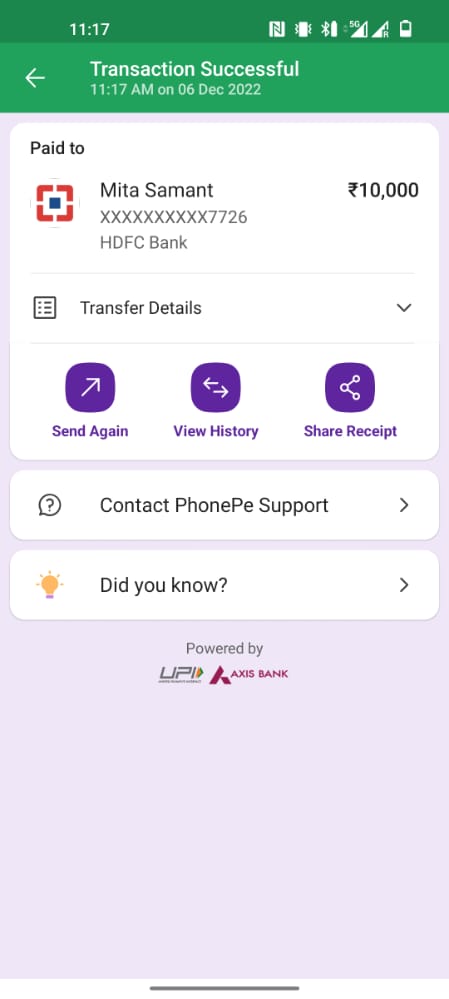 11:17
5G
R
Transaction Successful
11:17 AM on 06 Dec 2022
Paid to
Mita Samant
₹10,000
XXXXXXXXXX7726
HDFC Bank
Transfer Details
Send Again
View History
Share Receipt
Contact PhonePe Support
Did you know?
Powered by
UPI AXIS BANK